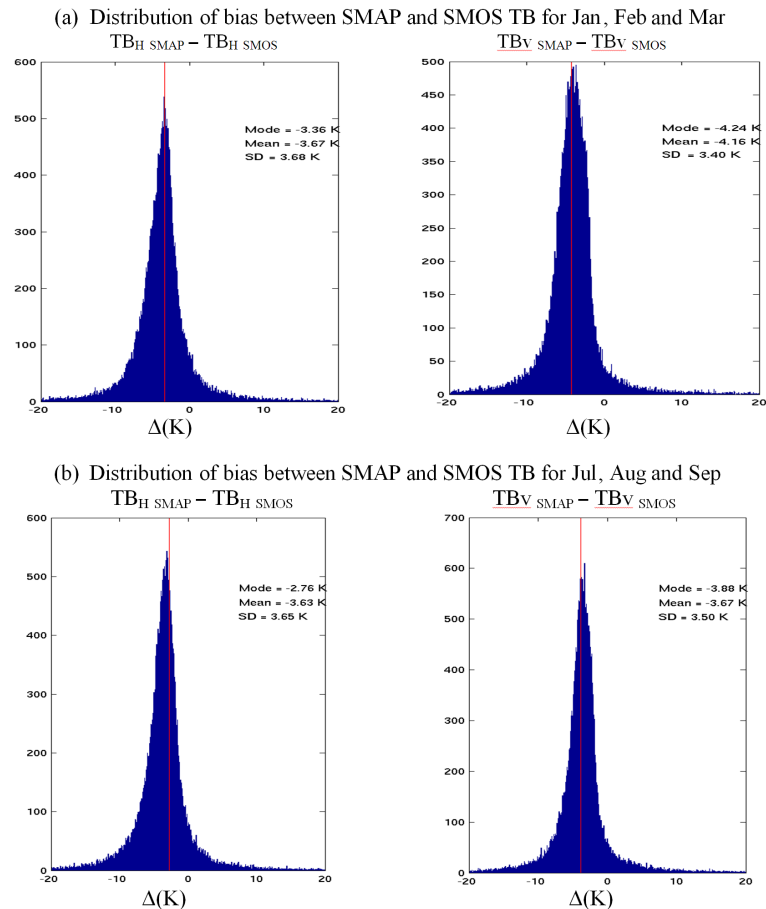 (a) Distribution of bias between SMAP and SMOS TB for Jan, Feb and Mar
TBH SMAP – TBH SMOS
TBV SMAP – TBV SMOS
600
500
400
300
200
100
0
-20
-10
0
10
20
Mode = -3.36 K
Mean = -3.67 K
SD = 3.68 K
Δ(K)
500
450
400
350
300
250
200
150
100
50
0
-20
-10
0
10
20
Mode = -4.24 K
Mean = -4.16 K
SD = 3.40 K
Δ(K)
(b) Distribution of bias between SMAP and SMOS TB for Jul, Aug and Sep
TBH SMAP – TBH SMOS
TBV SMAP – TBV SMOS
600
500
400
300
200
100
0
-20
-10
0
10
20
Mode = -2.76 K
Mean = -3.63 K
SD = 3.65 K
Δ(K)
700
600
500
400
300
200
100
0
-20
-10
0
10
20
Mode = -3.88 K
Mean = -3.67 K
SD = 3.50 K
Δ(K)